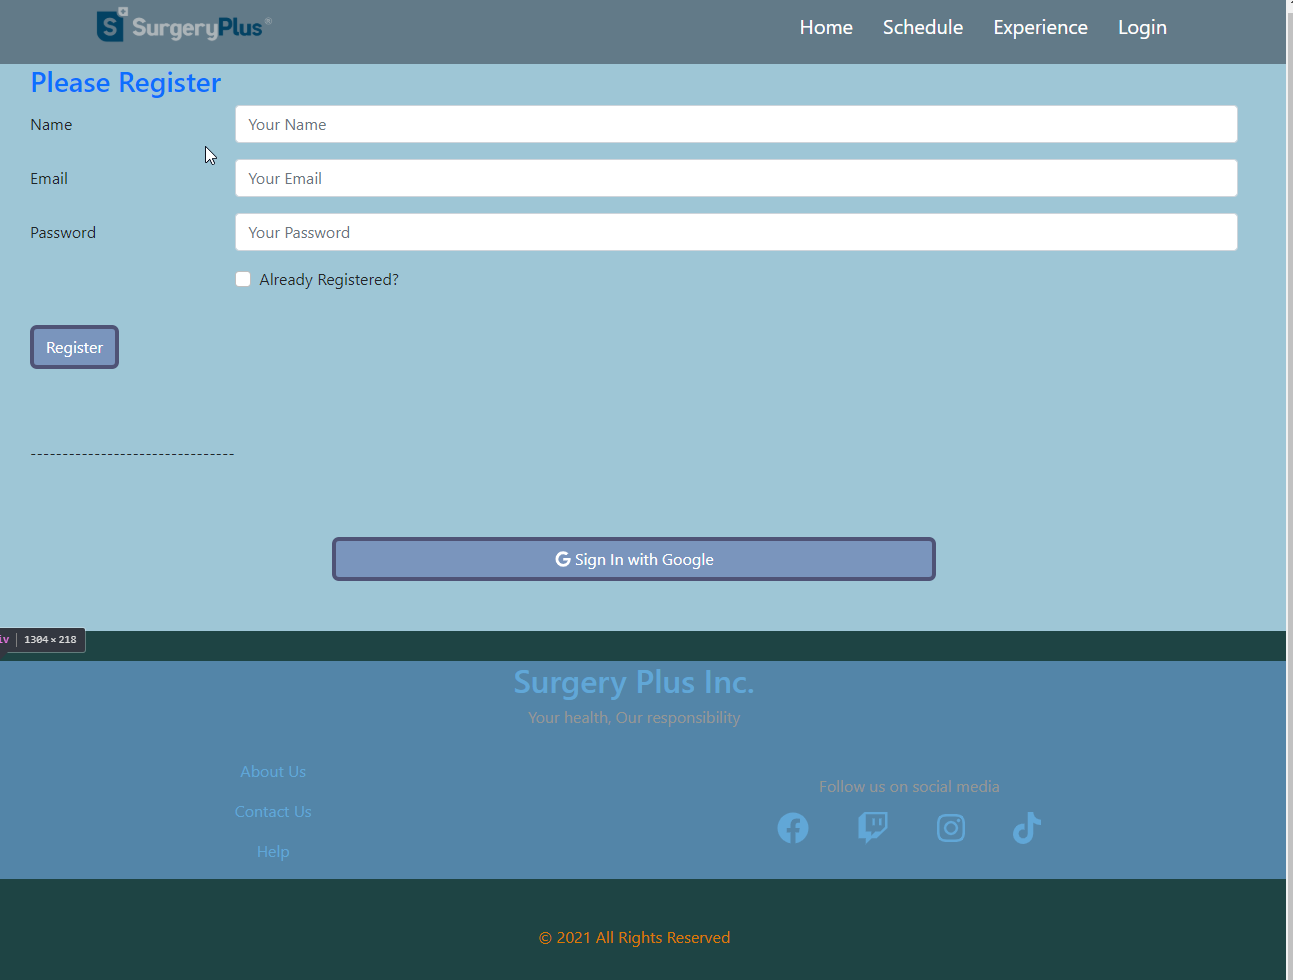 SurgeryPlus®
Home Schedule Experience Login
Please Register
Name Your Name
Email Your Email
Password Your Password
Already Registered?
Register
--------------------------------
Sign In with Google
iv | 1304 × 218
Surgery Plus Inc.
Your health, Our responsibility
About Us
Contact Us
Help
Follow us on social media
© 2021 All Rights Reserved